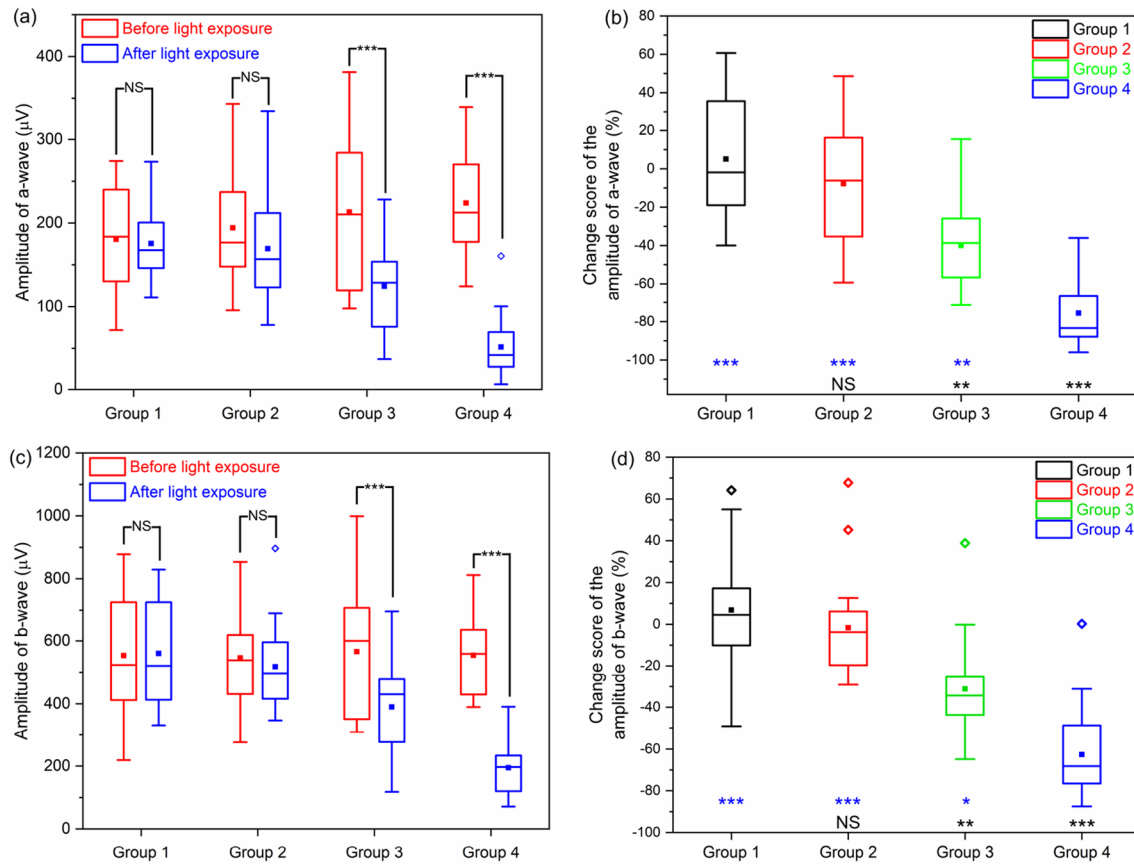 (a)
Before light exposure
After light exposure
NS
NS
***
***
Amplitude of a-wave (μV)
400
300
200
100
0
Group 1
Group 2
Group 3
Group 4
(b)
Group 1
Group 2
Group 3
Group 4
Change score of the
amplitude of a-wave (%)
80
60
40
20
0
-20
-40
-60
-80
-100
***
***
**
NS
**
***
Group 1
Group 2
Group 3
Group 4
(c)
Before light exposure
After light exposure
NS
NS
***
***
Amplitude of b-wave (μV)
1200
1000
800
600
400
200
0
Group 1
Group 2
Group 3
Group 4
(d)
Group 1
Group 2
Group 3
Group 4
Change score of the
amplitude of b-wave (%)
80
60
40
20
0
-20
-40
-60
-80
-100
***
***
*
NS
**
***
Group 1
Group 2
Group 3
Group 4